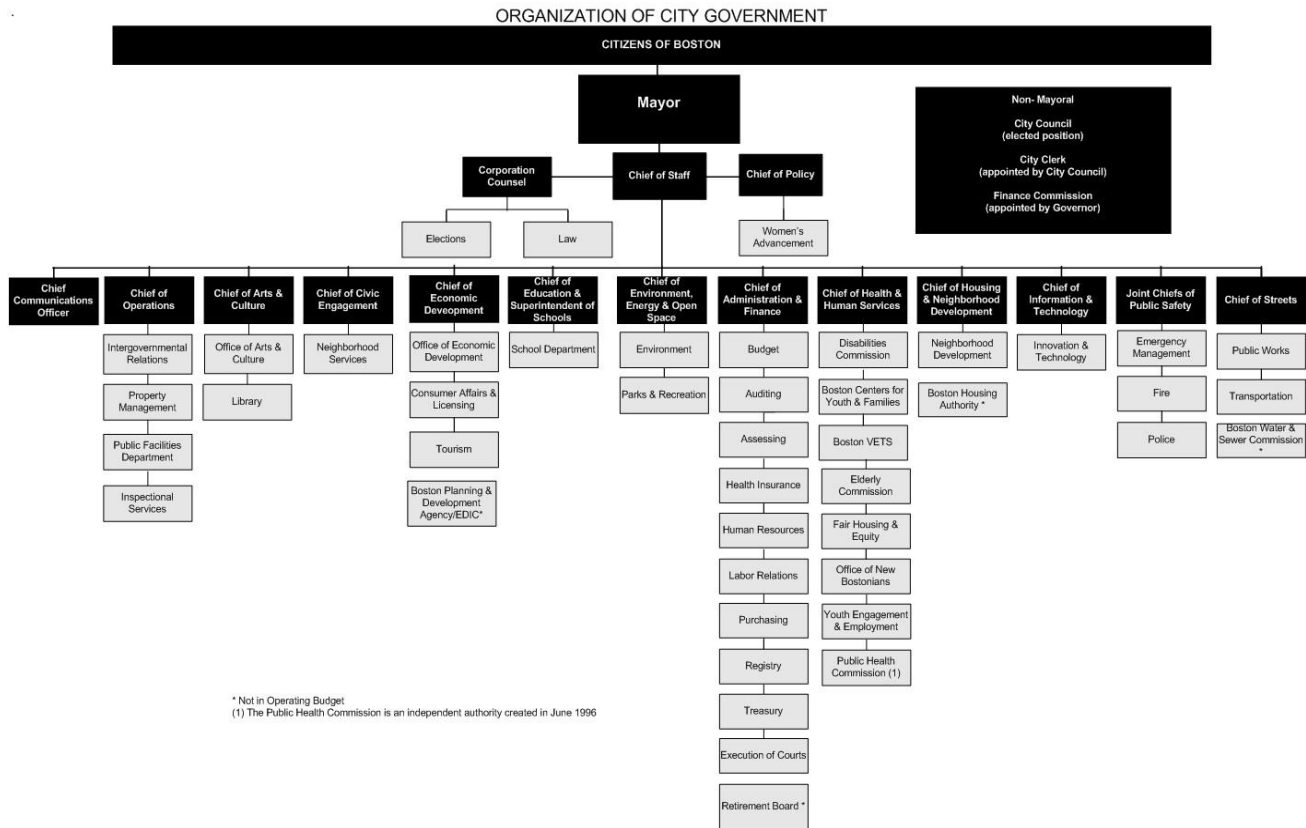 ORGANIZATION OF CITY GOVERNMENT
CITIZENS OF BOSTON
Mayor
Non- Mayoral
City Council
(elected position)
City Clerk
(appointed by City Council)
Finance Commission
(appointed by Governor)
Corporation
Counsel
Chief of Staff
Chief of Policy
Elections
Law
Women's
Advancement
Chief
Communications
Officer
Chief of
Operations
Intergovernmental
Relations
Property
Management
Public Facilities
Department
Inspectional
Services
Chief of Arts &
Culture
Office of Arts &
Culture
Library
Chief of Civic
Engagement
Neighborhood
Services
Chief of
Economic
Deveopment
Office of Economic
Development
Consumer Affairs &
Licensing
Tourism
Boston Planning &
Development
Agency/EDIC*
Chief of
Education &
Superintendent of
Schools
School Department
Chief of
Environment,
Energy & Open
Space
Environment
Parks & Recreation
Chief of
Administration &
Finance
Budget
Auditing
Assessing
Health Insurance
Human Resources
Labor Relations
Purchasing
Registry
Treasury
Execution of Courts
Retirement Board *
Chief of Health &
Human Services
Disabilities
Commission
Boston Centers for
Youth & Families
Boston VETS
Elderly
Commission
Fair Housing &
Equity
Office of New
Bostonians
Youth Engagement
& Employment
Public Health
Commission (1)
Chief of Housing
& Neighborhood
Development
Neighborhood
Development
Boston Housing
Authority *
Chief of
Information &
Technology
Innovation &
Technology
Joint Chiefs of
Public Safety
Emergency
Management
Fire
Police
Chief of Streets
Public Works
Transportation
Boston Water &
Sewer Commission
*
* Not in Operating Budget
(1) The Public Health Commission is an independent authority created in June 1996